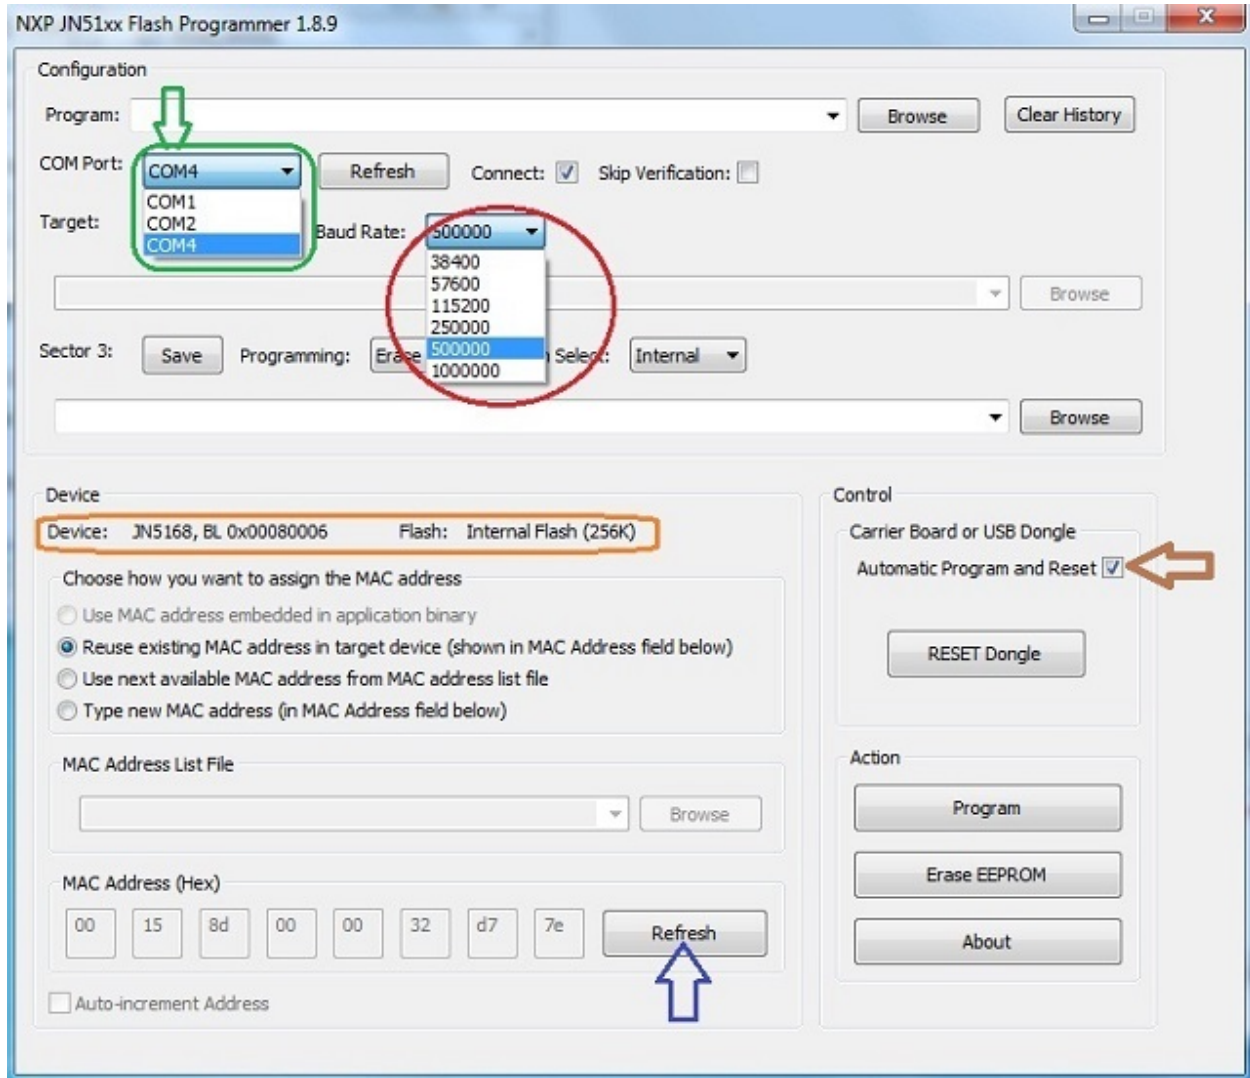 NXP JN51xx Flash Programmer 1.8.9
Configuration
Program: Browse Clear History
COM Port: COM4 Refresh Connect: Skip Verification:
COM1
Target: COM2 Baud Rate: 500000
COM4
38400
57600
115200 Browse
250000
Sector 3: Save Programming: Erase 500000 Select: Internal
1000000
Browse
Device
Device: JN5168, BL 0x00080006 Flash: Internal Flash (256K)
Choose how you want to assign the MAC address
Use MAC address embedded in application binary
Reuse existing MAC address in target device (shown in MAC Address field below)
Use next available MAC address from MAC address list file
Type new MAC address (in MAC Address field below)
MAC Address List File
Browse
MAC Address (Hex)
00 15 8d 00 00 32 d7 7e Refresh
Auto-increment Address
Control
Carrier Board or USB Dongle
Automatic Program and Reset
RESET Dongle
Action
Program
Erase EEPROM
About